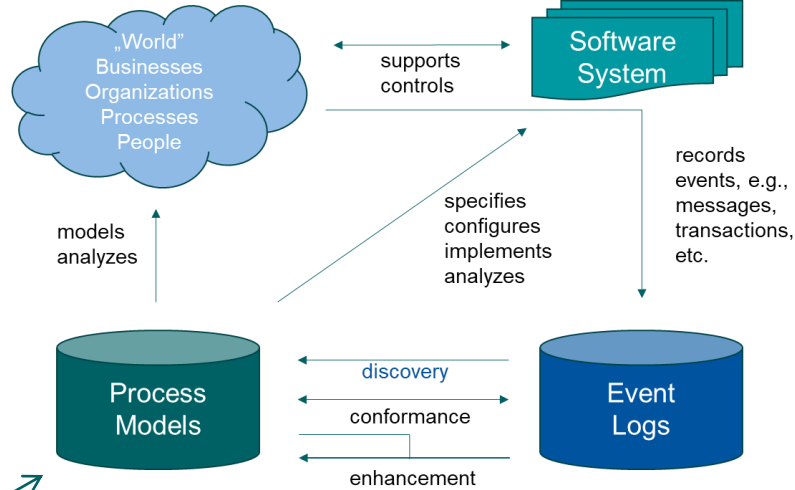 „World”
Businesses
Organizations
Processes
People
supports
controls
Software
System
records
events, e.g.,
messages,
transactions,
etc.
specifies
configures
implements
analyzes
models
analyzes
Process
Models
discovery
conformance
enhancement
Event
Logs